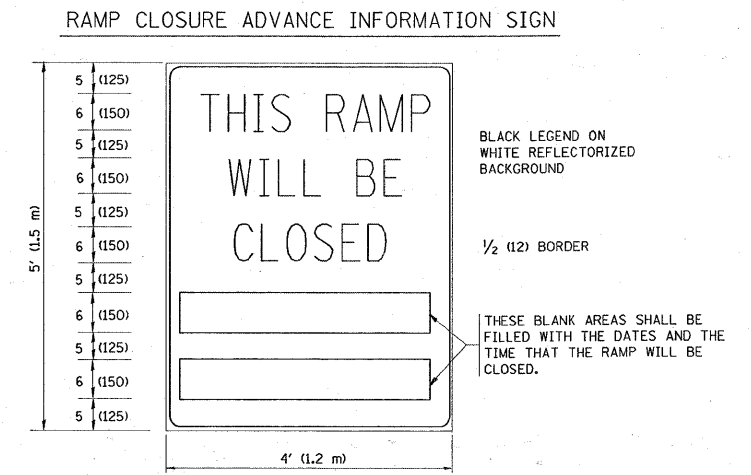 RAMP CLOSURE ADVANCE INFORMATION SIGN
5 (125)
6 (150)
5 (125)
6 (150)
5 (125)
6 (150)
5 (125)
6 (150)
5 (125)
6 (150)
5 (125)
5' (1.5 m)
THIS RAMP
WILL BE
CLOSED
BLACK LEGEND ON
WHITE REFLECTORIZED
BACKGROUND
1/2 (12) BORDER
THESE BLANK AREAS SHALL BE
FILLED WITH THE DATES AND THE
TIME THAT THE RAMP WILL BE
CLOSED.
4' (1.2 m)